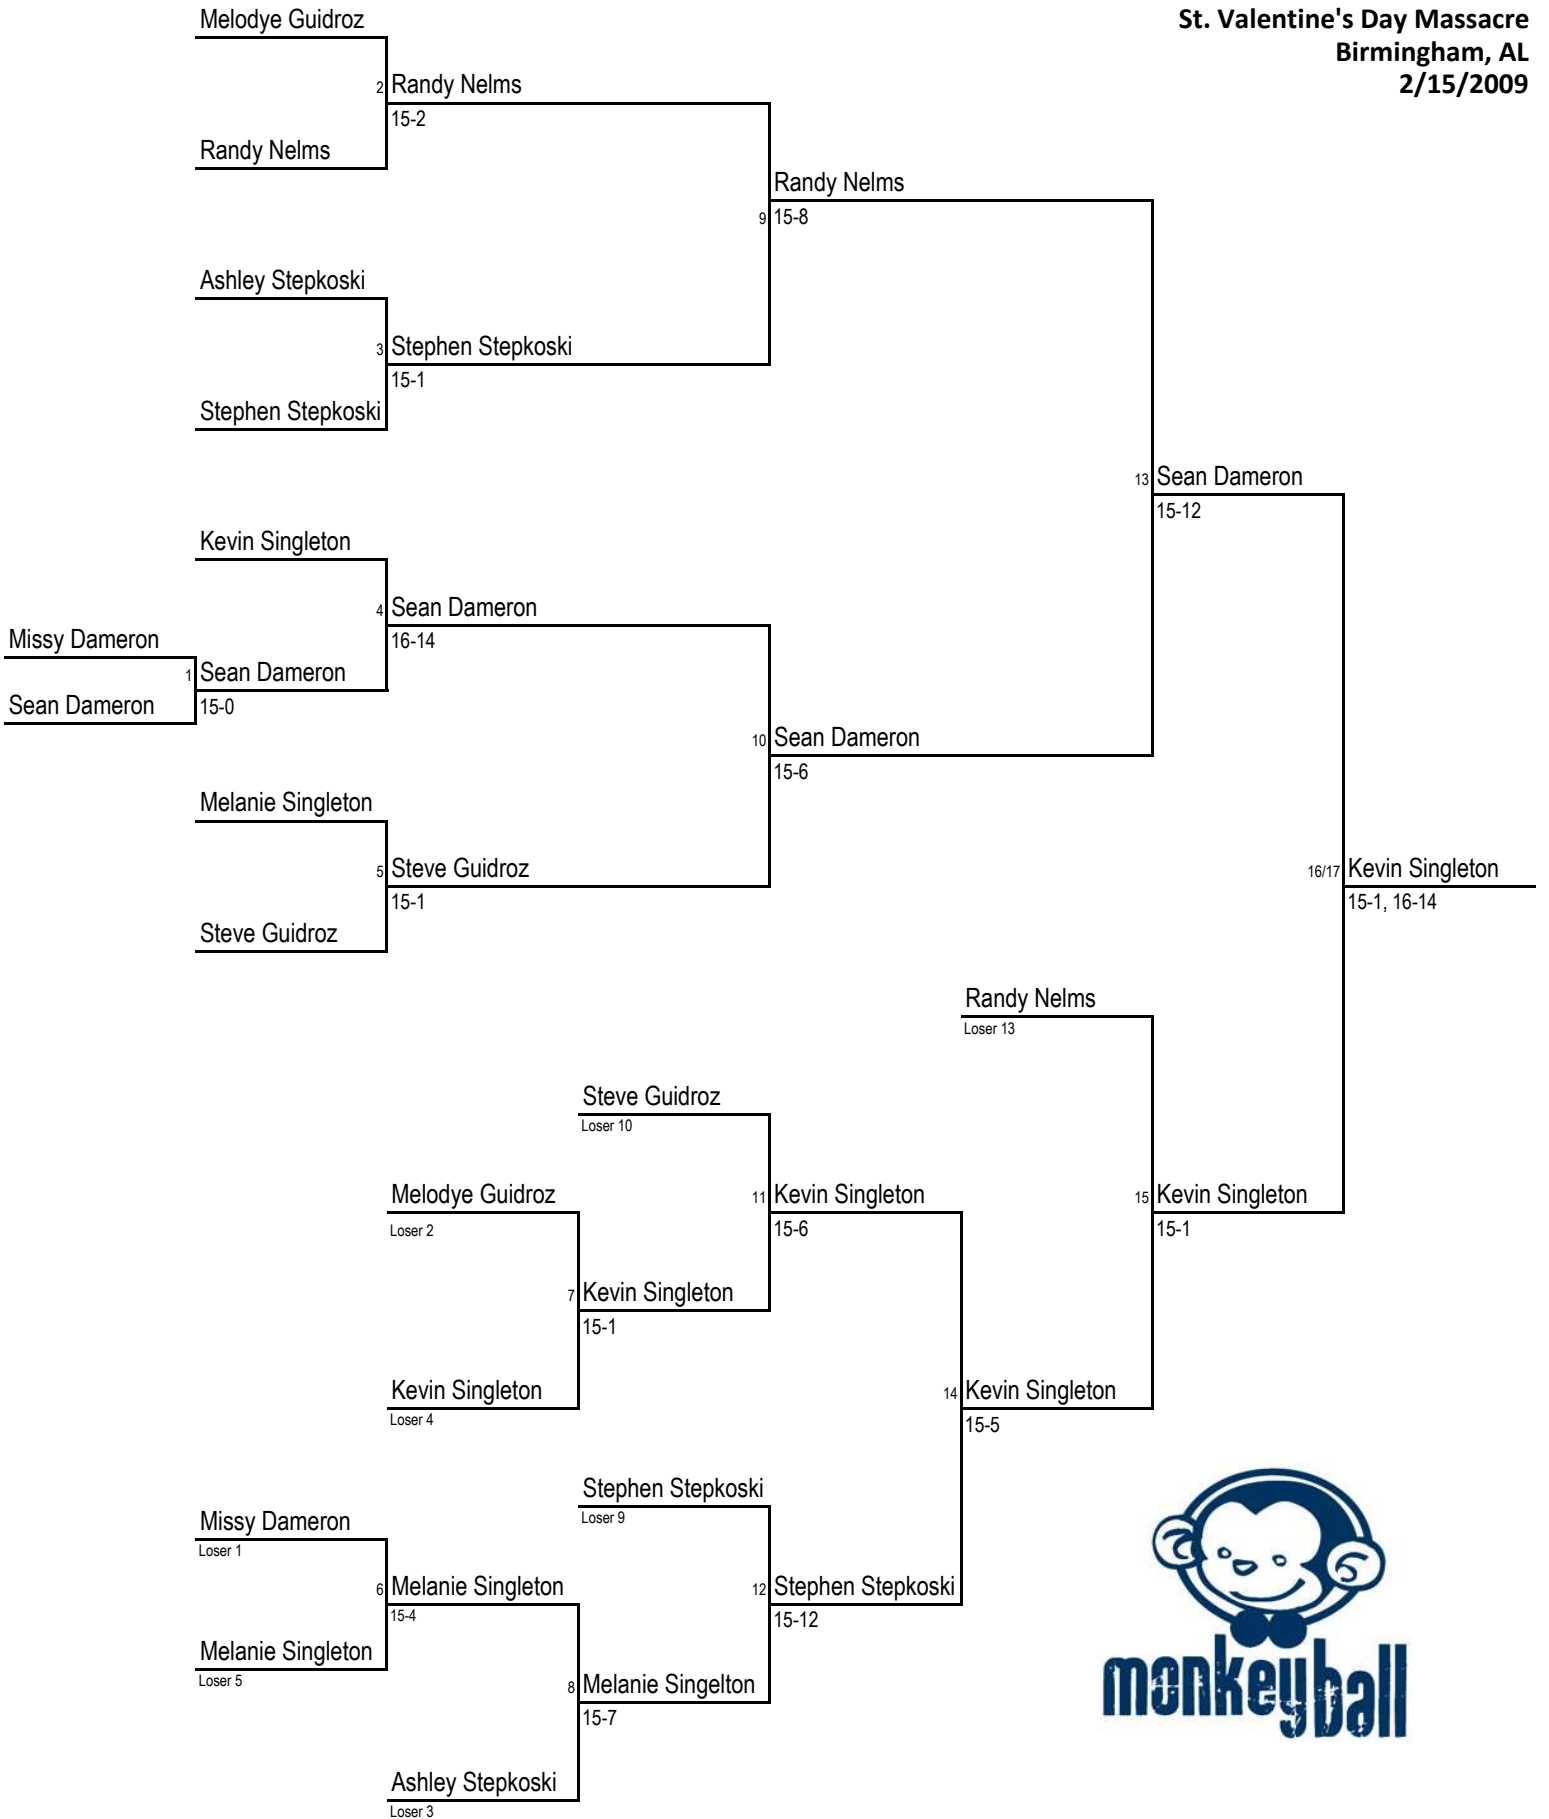 St. Valentine's Day Massacre
Birmingham, AL
2/15/2009
Melodye Guidroz
2 Randy Nelms
15-2
Randy Nelms
Randy Nelms
9 15-8
Ashley Stepkoski
3 Stephen Stepkoski
15-1
Stephen Stepkoski
13 Sean Dameron
15-12
Kevin Singleton
4 Sean Dameron
16-14
Missy Dameron
1 Sean Dameron
Sean Dameron
15-0
10 Sean Dameron
15-6
Melanie Singleton
5 Steve Guidroz
15-1
Steve Guidroz
16/17 Kevin Singleton
15-1, 16-14
Randy Nelms
Loser 13
Steve Guidroz
Loser 10
Melodye Guidroz
Loser 2
11 Kevin Singleton
15-6
15 Kevin Singleton
15-1
7 Kevin Singleton
15-1
Kevin Singleton
Loser 4
14 Kevin Singleton
15-5
Stephen Stepkoski
Loser 9
Missy Dameron
Loser 1
6 Melanie Singleton
15-4
12 Stephen Stepkoski
15-12
Melanie Singleton
Loser 5
8 Melanie Singelton
15-7
Ashley Stepkoski
Loser 3
monkeyball